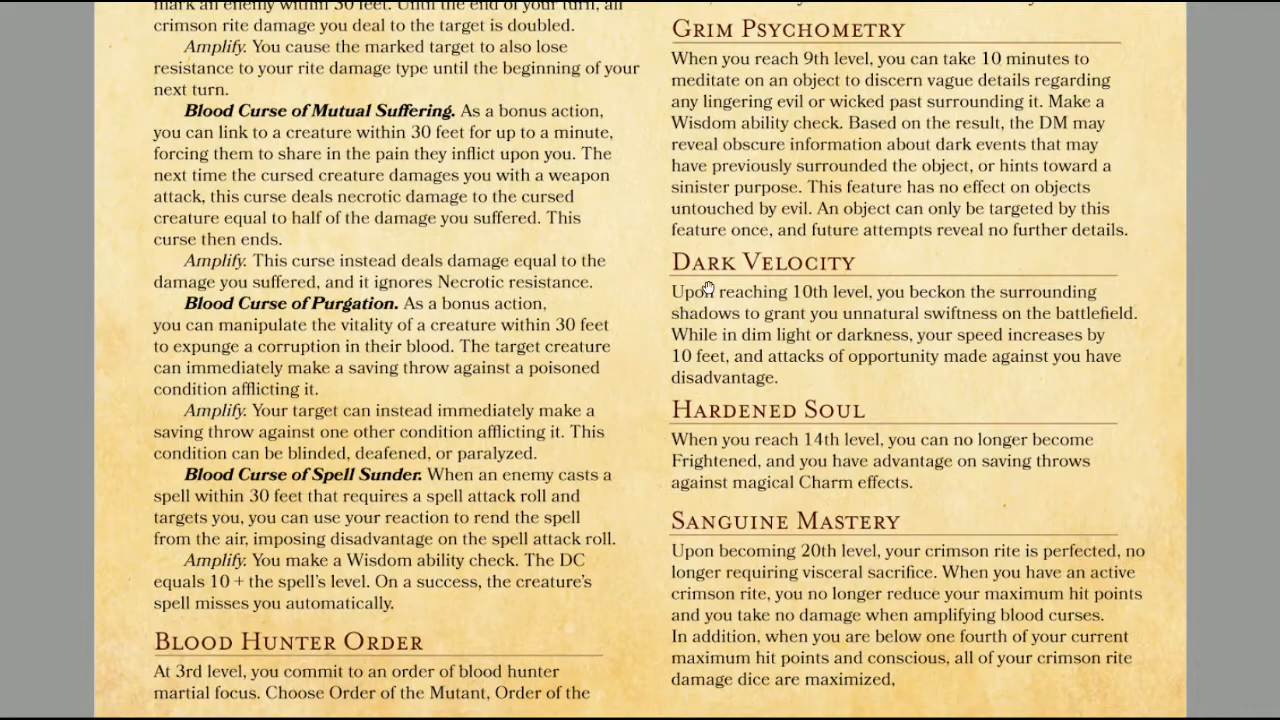 mark an enemy within 30 feet. Until the end of your turn, all
crimson rite damage you deal to the target is doubled.
Amplify. You cause the marked target to also lose
resistance to your rite damage type until the beginning of your
next turn.
Blood Curse of Mutual Suffering. As a bonus action,
you can link to a creature within 30 feet for up to a minute,
forcing them to share in the pain they inflict upon you. The
next time the cursed creature damages you with a weapon
attack, this curse deals necrotic damage to the cursed
creature equal to half of the damage you suffered. This
curse then ends.
Amplify. This curse instead deals damage equal to the
damage you suffered, and it ignores Necrotic resistance.
Blood Curse of Purgation. As a bonus action,
you can manipulate the vitality of a creature within 30 feet
to expunge a corruption in their blood. The target creature
can immediately make a saving throw against a poisoned
condition afflicting it.
Amplify. Your target can instead immediately make a
saving throw against one other condition afflicting it. This
condition can be blinded, deafened, or paralyzed.
Blood Curse of Spell Sunder. When an enemy casts a
spell within 30 feet that requires a spell attack roll and
targets you, you can use your reaction to rend the spell
from the air, imposing disadvantage on the spell attack roll.
Amplify. You make a Wisdom ability check. The DC
equals 10 + the spell's level. On a success, the creature's
spell misses you automatically.
Blood Hunter Order
At 3rd level, you commit to an order of blood hunter
martial focus. Choose Order of the Mutant, Order of the
Grim Psychometry
When you reach 9th level, you can take 10 minutes to
meditate on an object to discern vague details regarding
any lingering evil or wicked past surrounding it. Make a
Wisdom ability check. Based on the result, the DM may
reveal obscure information about dark events that may
have previously surrounded the object, or hints toward a
sinister purpose. This feature has no effect on objects
untouched by evil. An object can only be targeted by this
feature once, and future attempts reveal no further details.
Dark Velocity
Upon reaching 10th level, you beckon the surrounding
shadows to grant you unnatural swiftness on the battlefield.
While in dim light or darkness, your speed increases by
10 feet, and attacks of opportunity made against you have
disadvantage.
Hardened Soul
When you reach 14th level, you can no longer become
Frightened, and you have advantage on saving throws
against magical Charm effects.
Sanguine Mastery
Upon becoming 20th level, your crimson rite is perfected, no
longer requiring visceral sacrifice. When you have an active
crimson rite, you no longer reduce your maximum hit points
and you take no damage when amplifying blood curses.
In addition, when you are below one fourth of your current
maximum hit points and conscious, all of your crimson rite
damage dice are maximized,